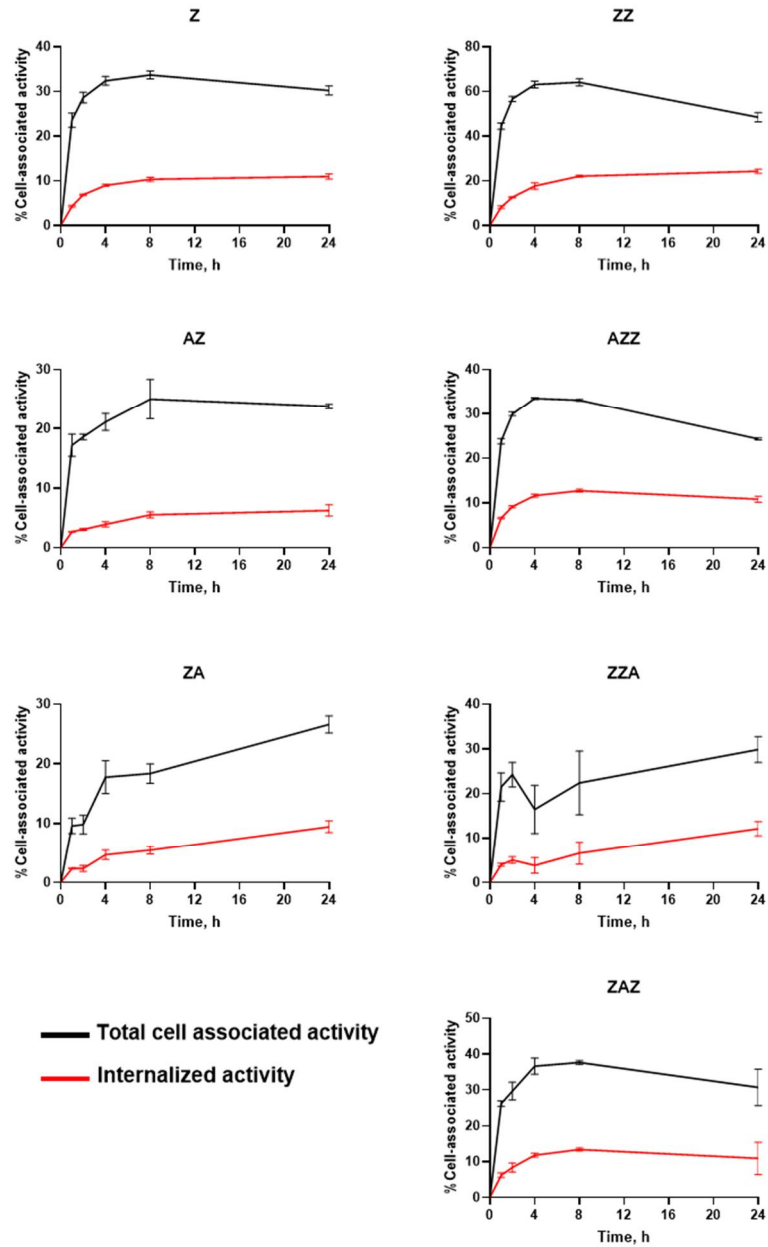 Z
% Cell-associated activity
40
30
20
10
0
0 4 8 12 16 20 24
Time, h
ZZ
% Cell-associated activity
80
60
40
20
0
0 4 8 12 16 20 24
Time, h
AZ
% Cell-associated activity
30
20
10
0
0 4 8 12 16 20 24
Time, h
AZZ
% Cell-associated activity
40
30
20
10
0
0 4 8 12 16 20 24
Time, h
ZA
% Cell-associated activity
30
20
10
0
0 4 8 12 16 20 24
Time, h
ZZA
% Cell-associated activity
40
30
20
10
0
0 4 8 12 16 20 24
Time, h
Total cell associated activity
Internalized activity
ZAZ
% Cell-associated activity
50
40
30
20
10
0
0 4 8 12 16 20 24
Time, h